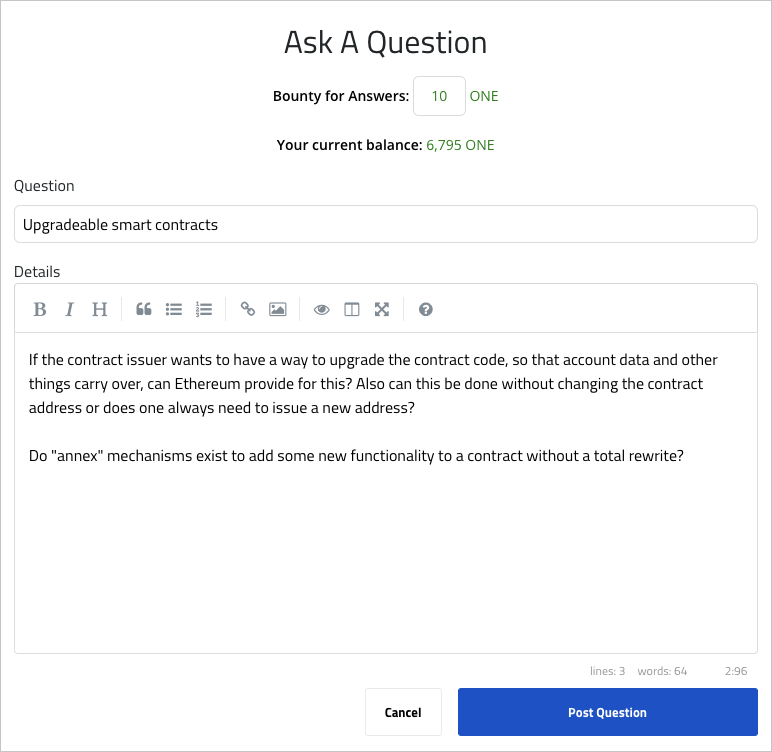 Ask A Question
Bounty for Answers: 10 ONE
Your current balance: 6,795 ONE
Question
Upgradeable smart contracts
Details
B I H
If the contract issuer wants to have a way to upgrade the contract code, so that account data and other
things carry over, can Ethereum provide for this? Also can this be done without changing the contract
address or does one always need to issue a new address?
Do "annex" mechanisms exist to add some new functionality to a contract without a total rewrite?
lines: 3 words: 64 2:96
Cancel Post Question